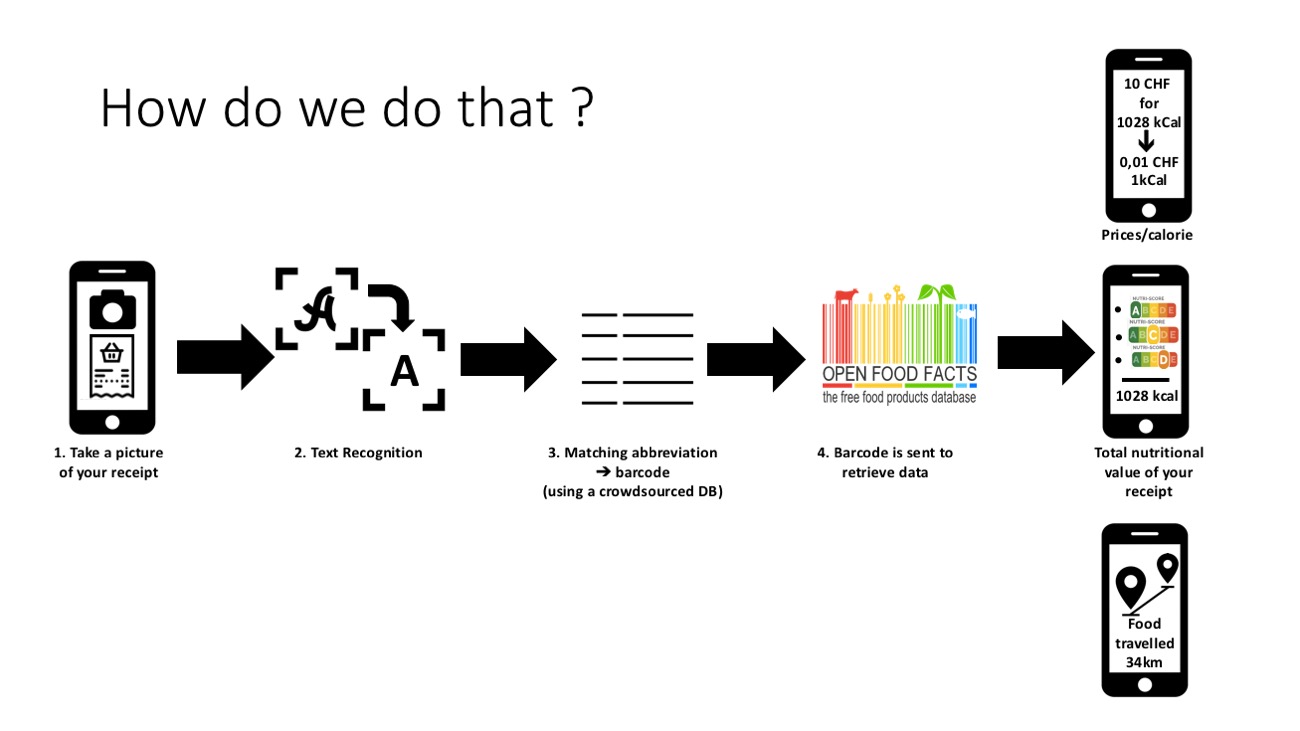 How do we do that ?
10 CHF
for
1028 kCal
0,01 CHF
1kCal
Prices/calorie
A
A
OPEN FOOD FACTS
the free food products database
NUTRI-SCORE
ABCDE
NUTRI-SCORE
ABCDE
NUTRI-SCORE
ABCDE
1028 kcal
1. Take a picture
of your receipt
2. Text Recognition
3. Matching abbreviation
➔ barcode
(using a crowdsourced DB)
4. Barcode is sent to
retrieve data
Total nutritional
value of your
receipt
Food
travelled
34km